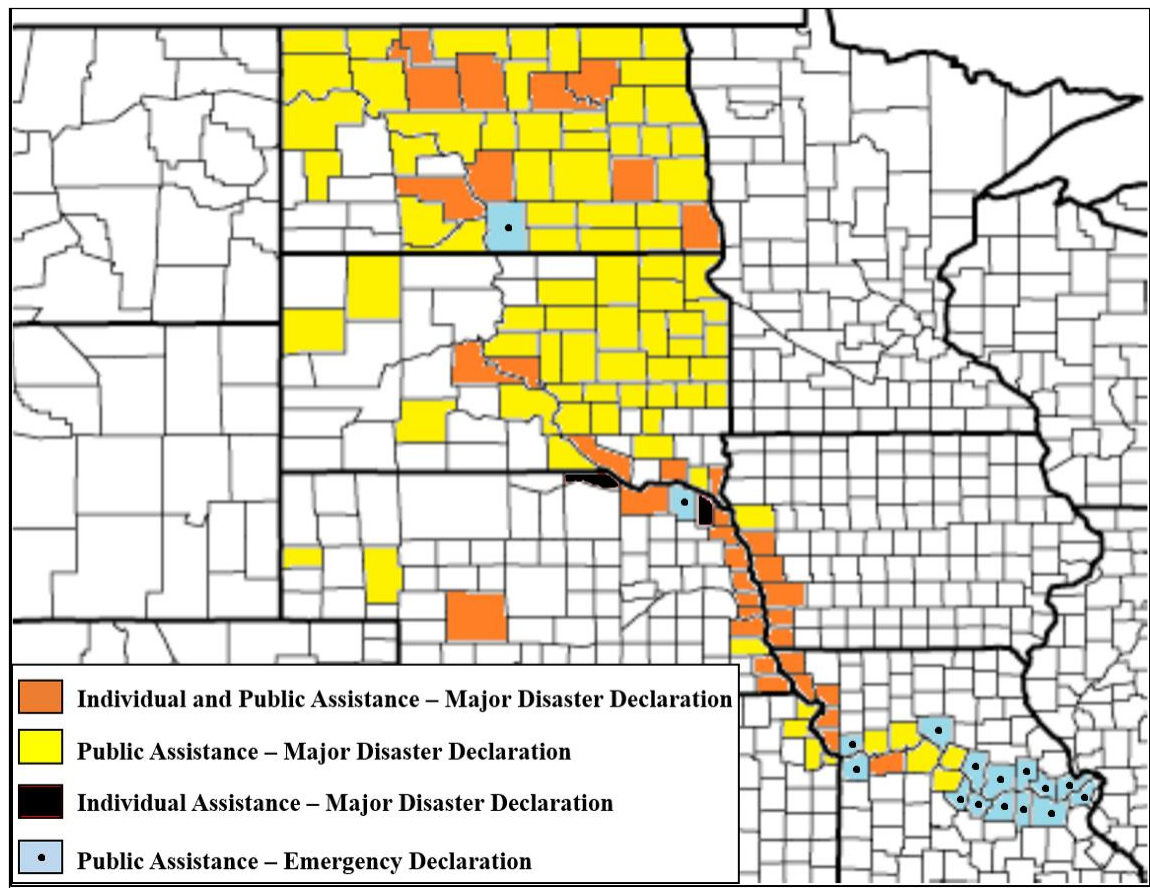 Individual and Public Assistance – Major Disaster Declaration
Public Assistance – Major Disaster Declaration
Individual Assistance – Major Disaster Declaration
Public Assistance – Emergency Declaration